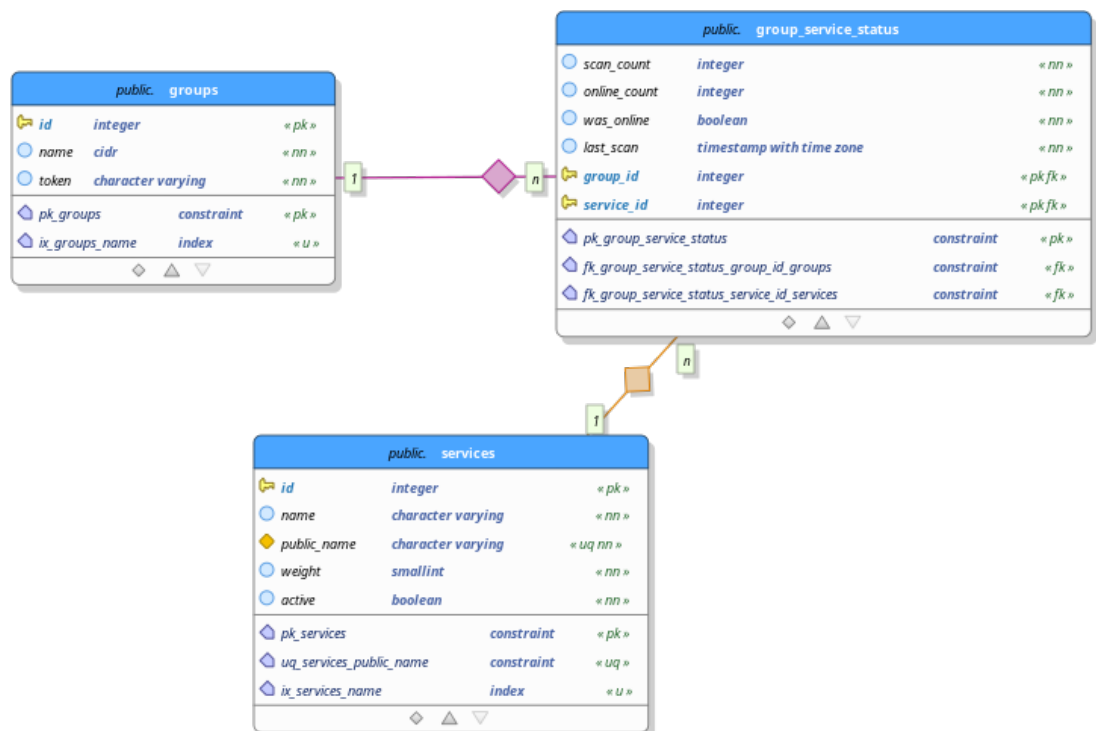 public. groups
id integer « pk »
name cidr « nn »
token character varying « nn »
pk_groups constraint « pk »
ix_groups_name index « u »
1
n
public. group_service_status
scan_count integer « nn »
online_count integer « nn »
was_online boolean « nn »
last_scan timestamp with time zone « nn »
group_id integer « pk fk »
service_id integer « pk fk »
pk_group_service_status constraint « pk »
fk_group_service_status_group_id_groups constraint « fk »
fk_group_service_status_service_id_services constraint « fk »
n
1
public. services
id integer « pk »
name character varying « nn »
public_name character varying « uq nn »
weight smallint « nn »
active boolean « nn »
pk_services constraint « pk »
uq_services_public_name constraint « uq »
ix_services_name index « u »